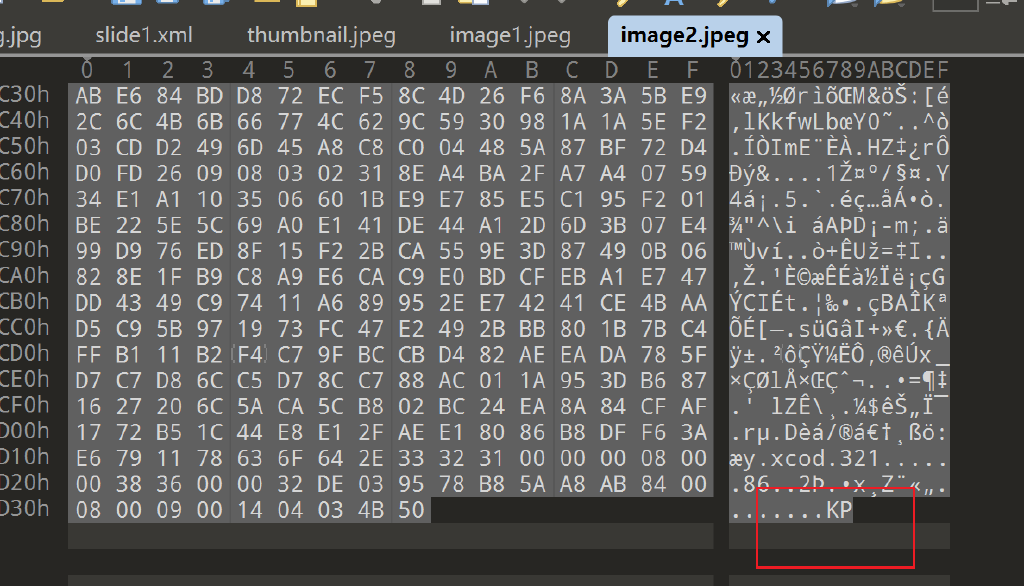 g.jpg slide1.xml thumbnail.jpeg image1.jpeg image2.jpeg ×
0 1 2 3 4 5 6 7 8 9 A B C D E F 0123456789ABCDEF
C30h AB E6 84 BD D8 72 EC F5 8C 4D 26 F6 8A 3A 5B E9 «æ„½ØrìõŒM&öŠ:[é
C40h 2C 6C 4B 6B 66 77 4C 62 9C 59 30 98 1A 1A 5E F2 ,lKkfwLbœY0˜..^ò
C50h 03 CD D2 49 6D 45 A8 C8 C0 04 48 5A 87 BF 72 D4 .ÍÒImE¨ÈÀ.HZ‡¿rÔ
C60h D0 FD 26 09 08 03 02 31 8E A4 BA 2F A7 A4 07 59 Ðý&....1Ž¤º/§¤.Y
C70h 34 E1 A1 10 35 06 60 1B E9 E7 85 E5 C1 95 F2 01 4á¡.5.`.éç…åÁ•ò.
C80h BE 22 5E 5C 69 A0 E1 41 DE 44 A1 2D 6D 3B 07 E4 ¾"^\i áAÞD¡-m;.ä
C90h 99 D9 76 ED 8F 15 F2 2B CA 55 9E 3D 87 49 0B 06 ™Ùví..ò+ÊUž=‡I..
CA0h 82 8E 1F B9 C8 A9 E6 CA C9 E0 BD CF EB A1 E7 47 ‚Ž.¹È©æÊÉà½Ïë¡çG
CB0h DD 43 49 C9 74 11 A6 89 95 2E E7 42 41 CE 4B AA ÝCIÉt.¦‰•.çBAÎKª
CC0h D5 C9 5B 97 19 73 FC 47 E2 49 2B BB 80 1B 7B C4 ÕÉ[—.süGâI+»€.{Ä
CD0h FF B1 11 B2 F4 C7 9F BC CB D4 82 AE EA DA 78 5F ÿ±.²ôÇŸ¼ËÔ‚®êÚx_
CE0h D7 C7 D8 6C C5 D7 8C C7 88 AC 01 1A 95 3D B6 87 ×ÇØlÅ×ŒÇˆ¬..•=¶‡
CF0h 16 27 20 6C 5A CA 5C B8 02 BC 24 EA 8A 84 CF AF .' lZÊ\¸.¼$êŠ„Ï¯
D00h 17 72 B5 1C 44 E8 E1 2F AE E1 80 86 B8 DF F6 3A .rµ.Dèá/®á€†¸ßö:
D10h E6 79 11 78 63 6F 64 2E 33 32 31 00 00 00 08 00 æy.xcod.321.....
D20h 00 38 36 00 00 32 DE 03 95 78 B8 5A A8 AB 84 00 .86..2Þ.•x¸Z¨«„.
D30h 08 00 09 00 14 04 03 4B 50 .......KP